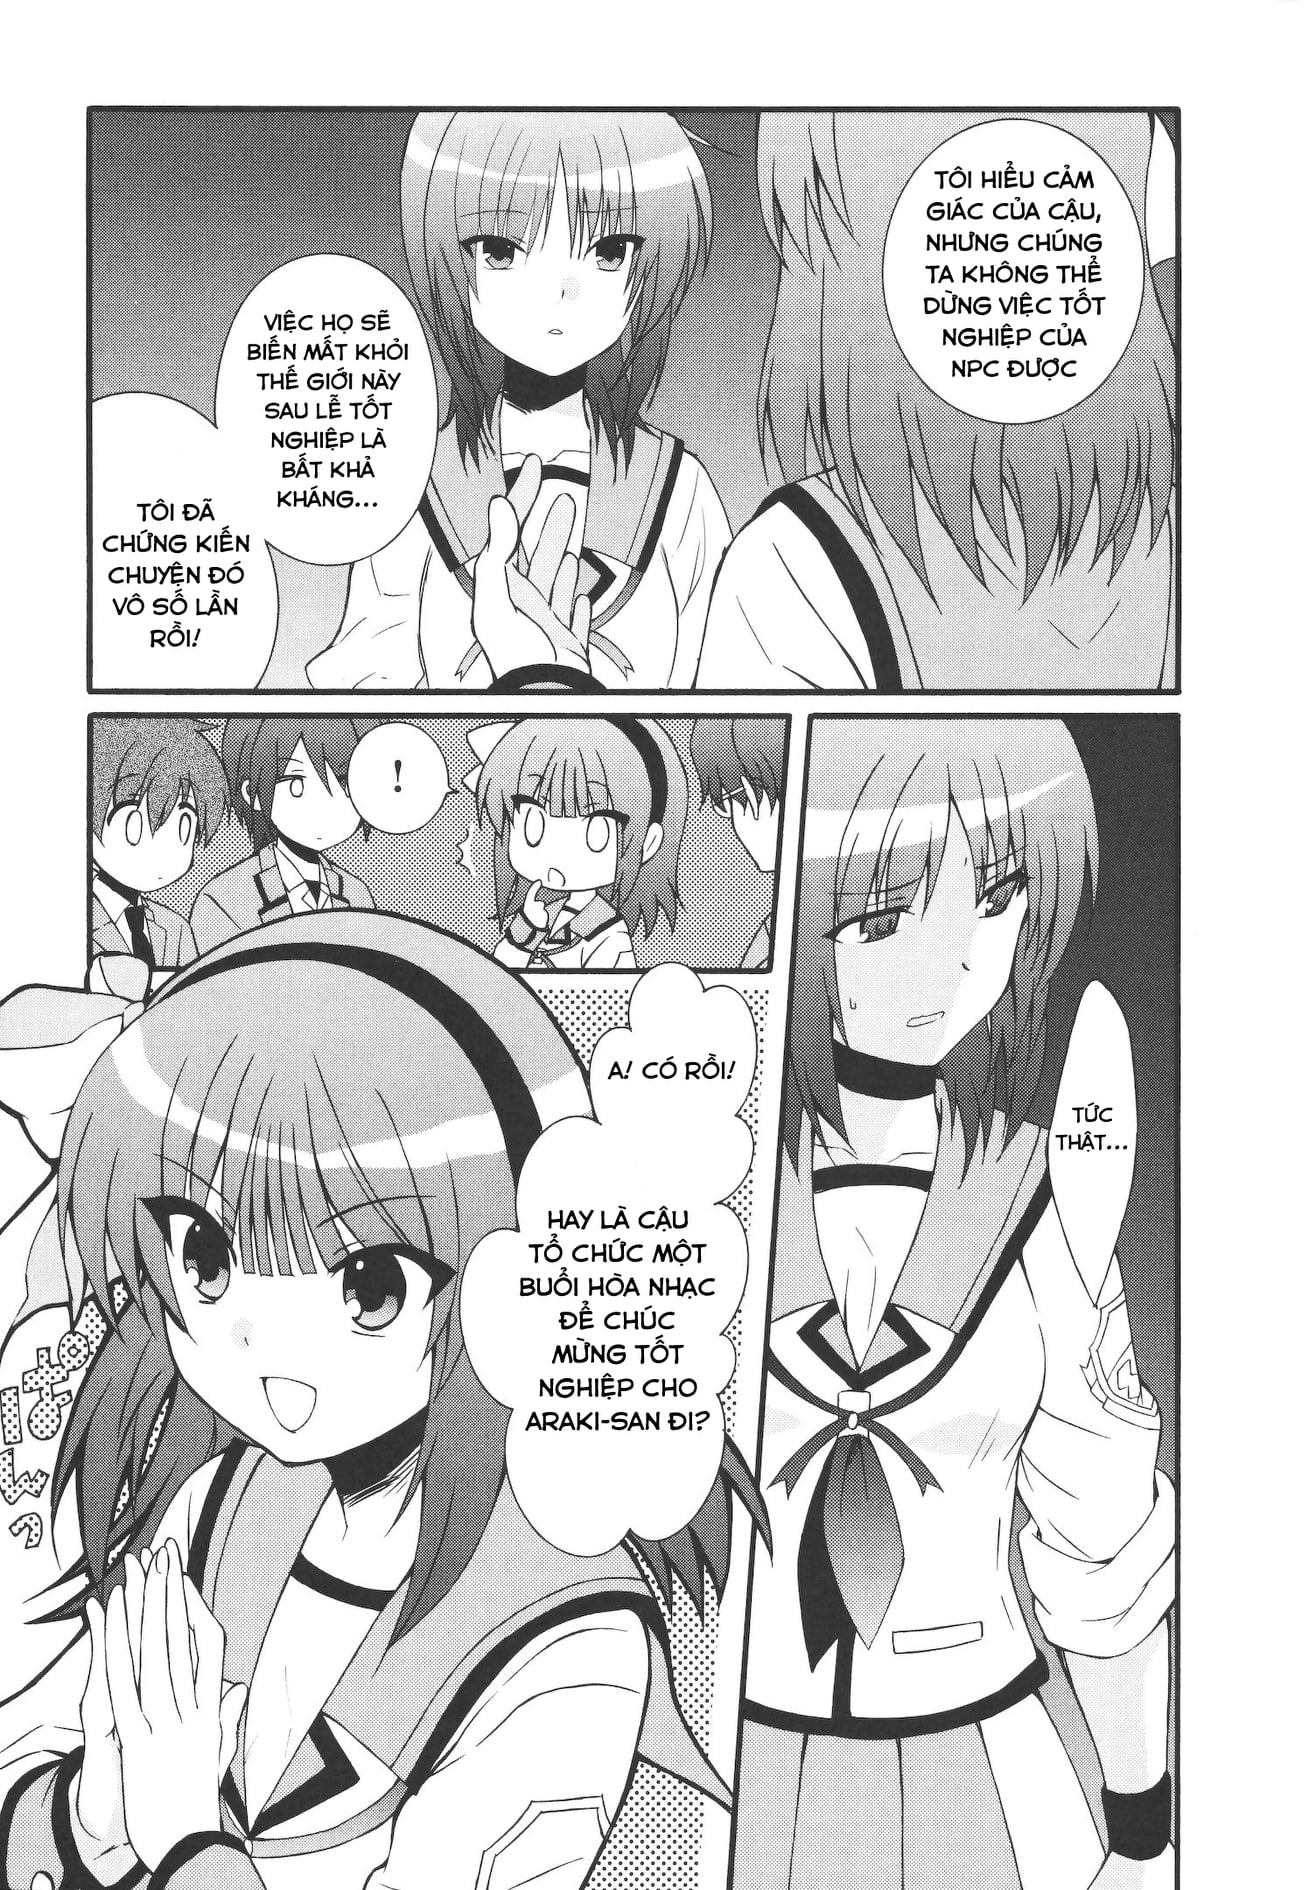 TÔI HIỂU CẢM
GIÁC CỦA CẬU,
NHƯNG CHÚNG
TA KHÔNG THỂ
DỪNG VIỆC TỐT
NGHIỆP CỦA
NPC ĐƯỢC
VIỆC HỌ SẼ
BIẾN MẤT KHỎI
THẾ GIỚI NÀY
SAU LỄ TỐT
NGHIỆP LÀ
BẤT KHẢ
KHÁNG...
TÔI ĐÃ
CHỨNG KIẾN
CHUYỆN ĐÓ
VÔ SỐ LẦN
RỒI!
TỨC
THẬT...
!
A! CÓ RỒI!
HAY LÀ CẬU
TỔ CHỨC MỘT
BUỔI HÒA NHẠC
ĐỂ CHÚC
MỪNG TỐT
NGHIỆP CHO
ARAKI-SAN ĐI?
ぱんっ